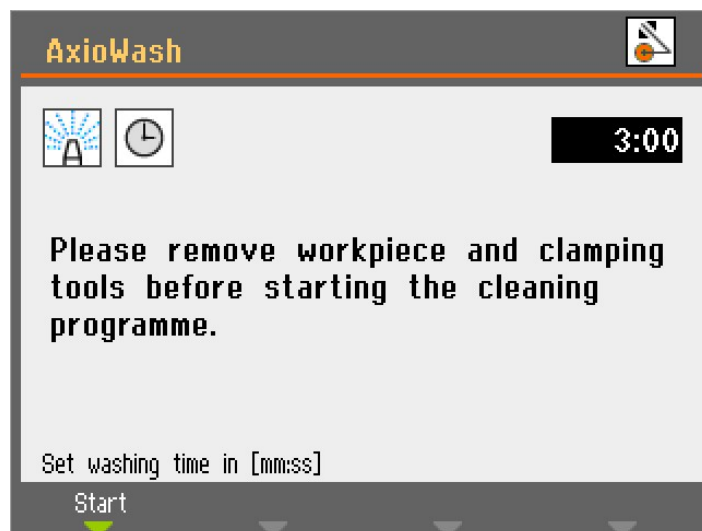 AxioWash
3:00
Please remove workpiece and clamping
tools before starting the cleaning
programme.
Set washing time in [mm:ss]
Start